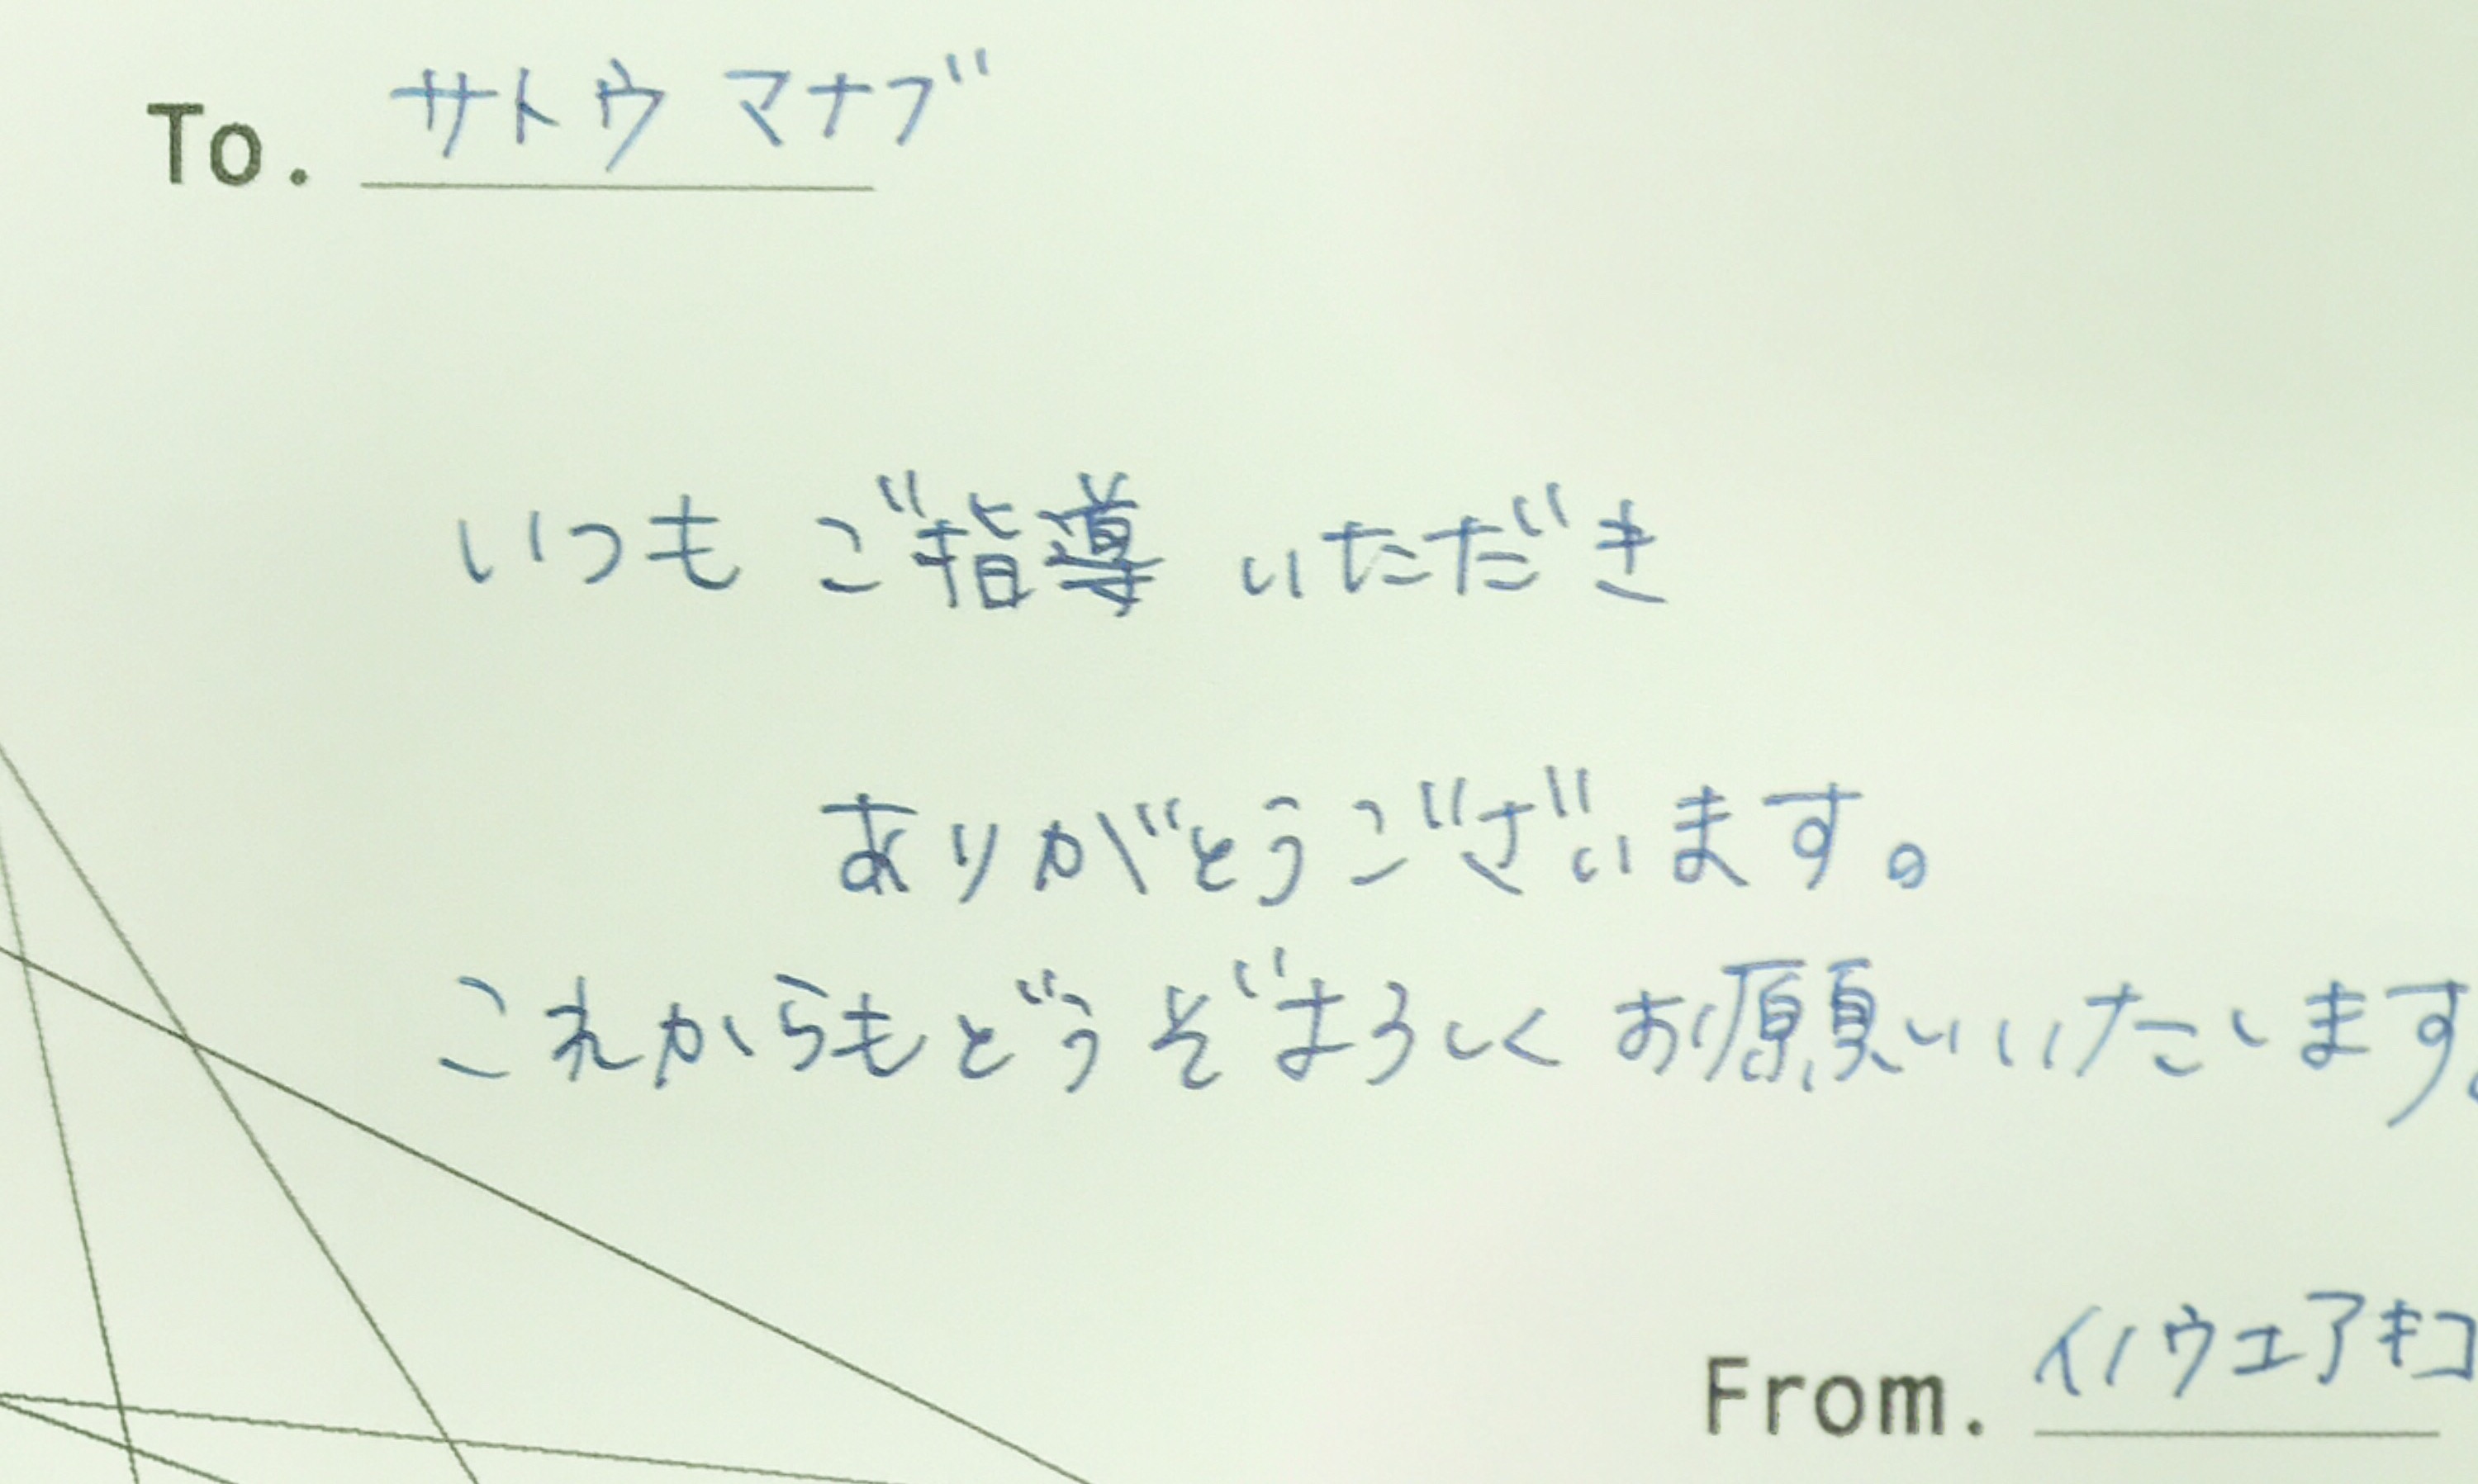 To. サトウ マナブ
いつも ご指導 いただき
ありがとうございます。
これからもどうぞよろしく お願いいたします。
From. イノウエアキコ